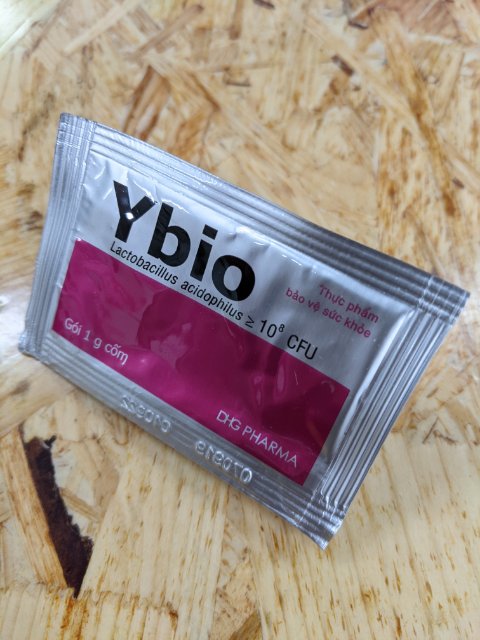 Ybio
Lactobacillus acidophilus ≥ 10⁸ CFU
Thực phẩm
bảo vệ sức khỏe
Gói 1 g cốm
DHG PHARMA